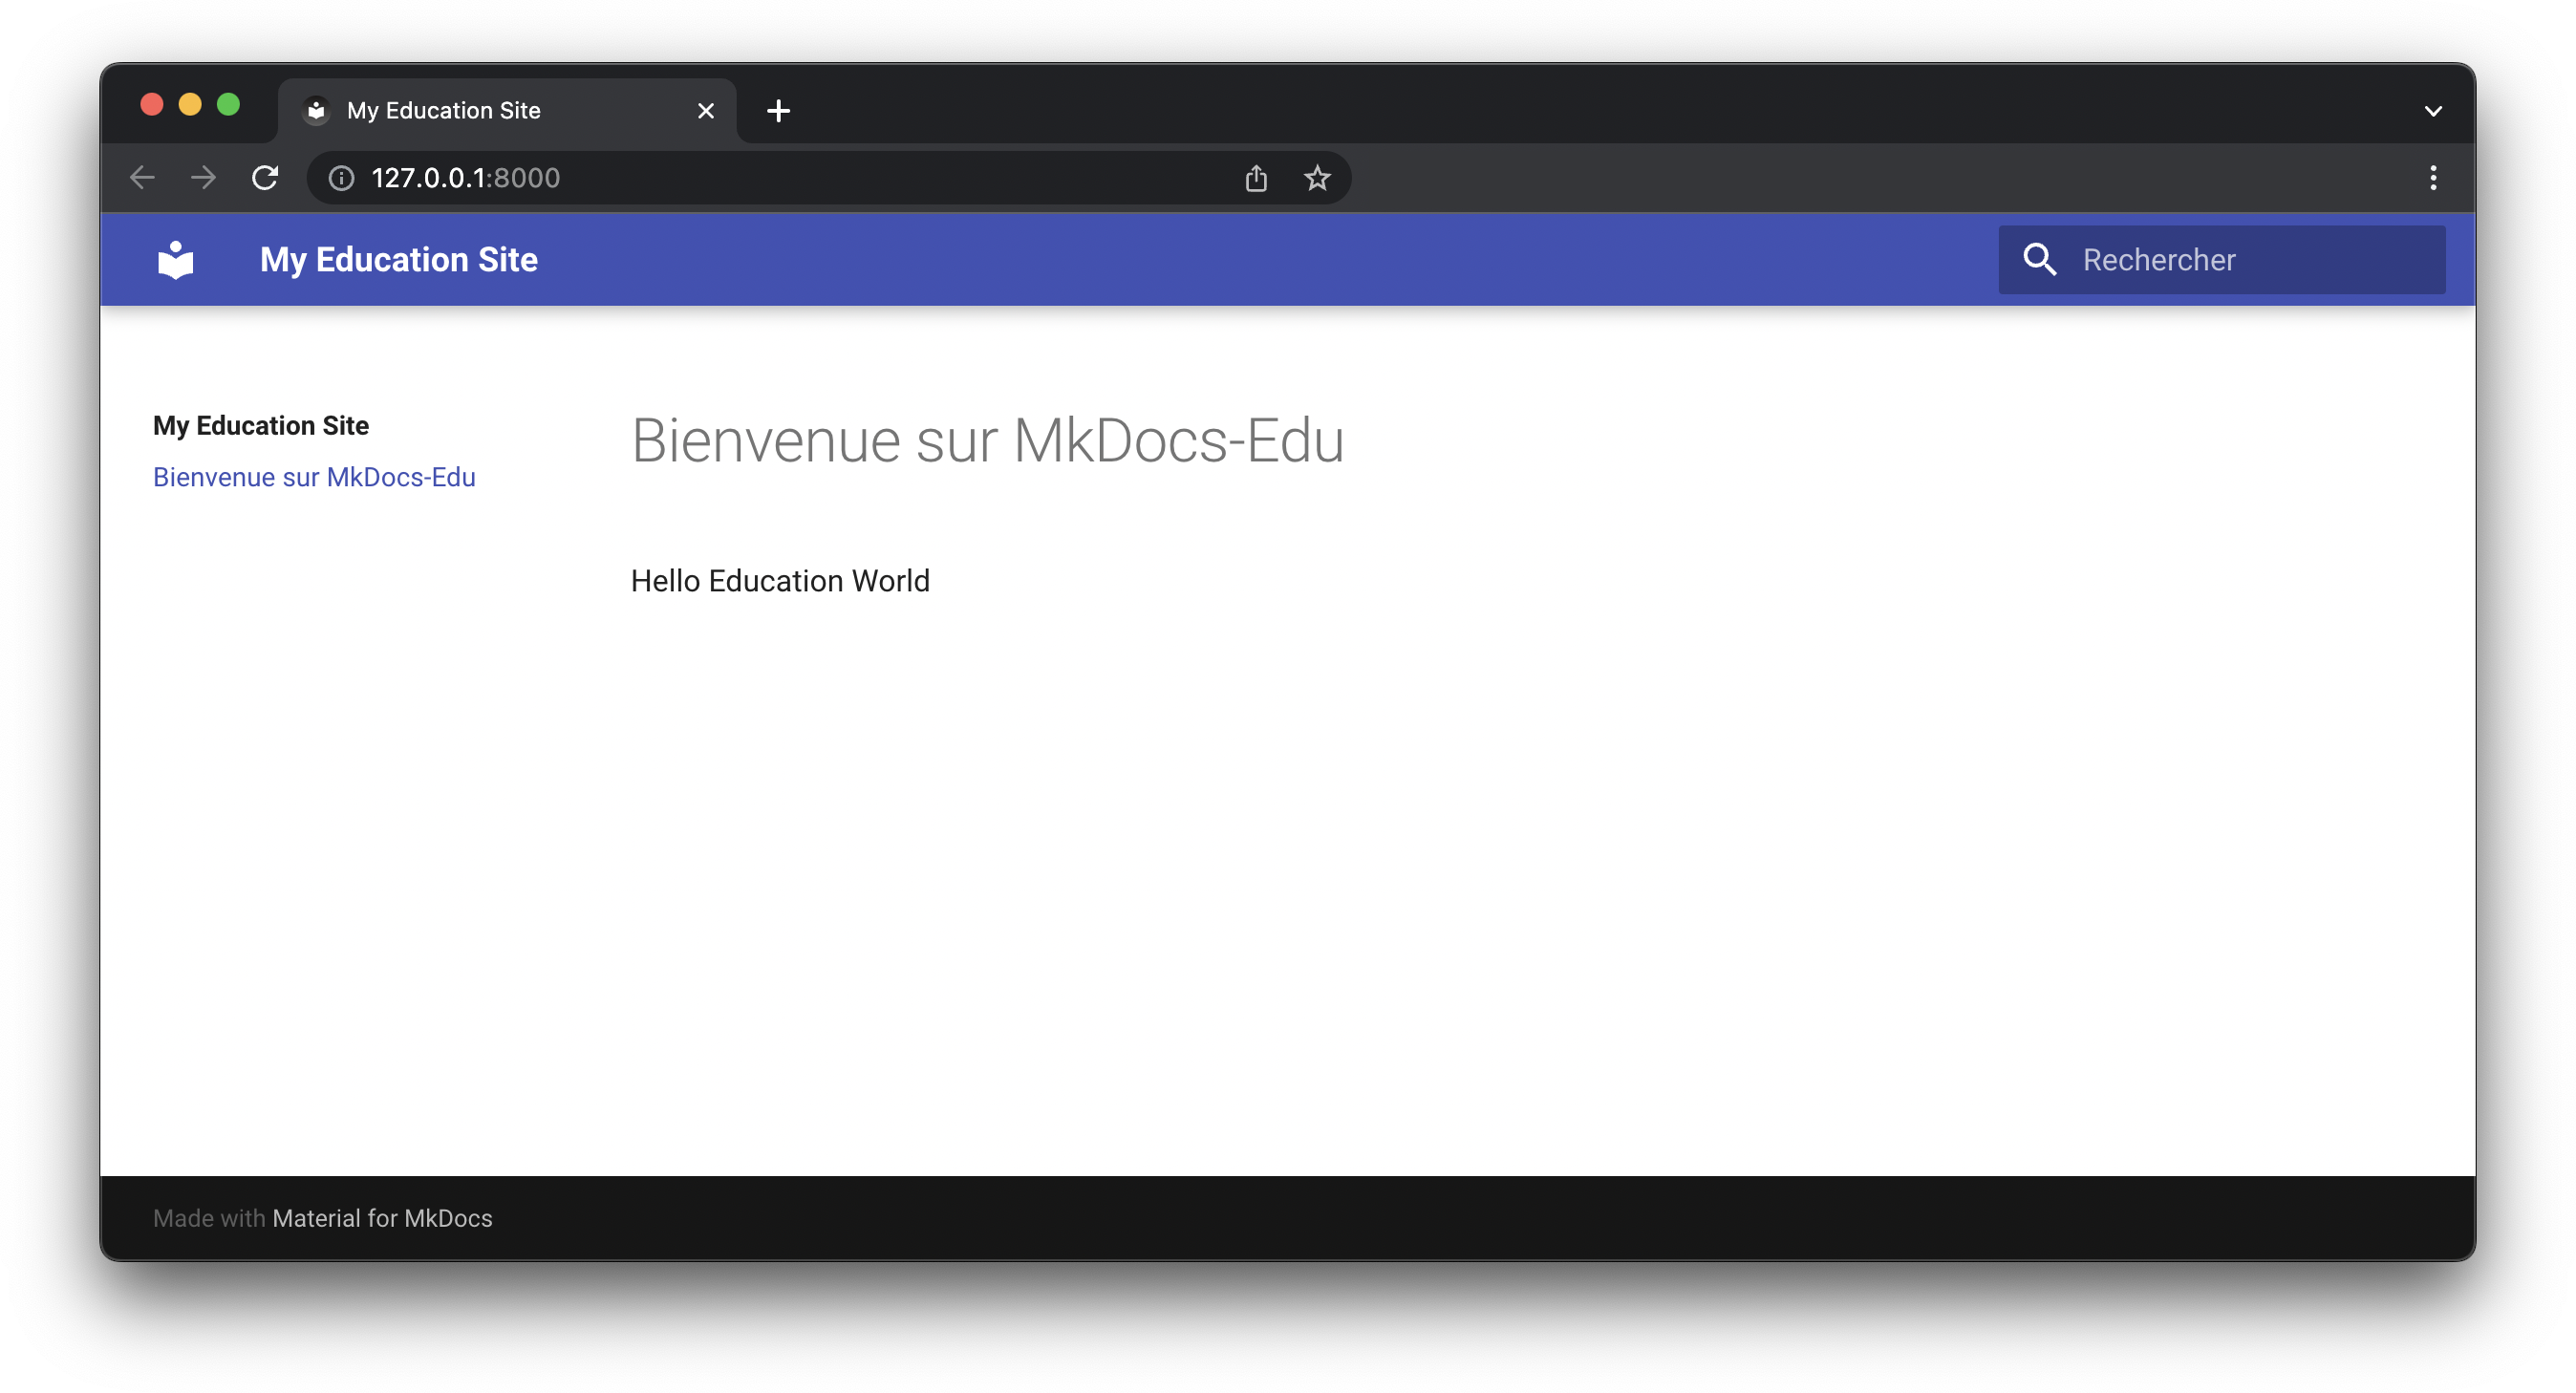 My Education Site
127.0.0.1:8000
My Education Site
Rechercher
My Education Site
Bienvenue sur MkDocs-Edu
Bienvenue sur MkDocs-Edu
Hello Education World
Made with Material for MkDocs